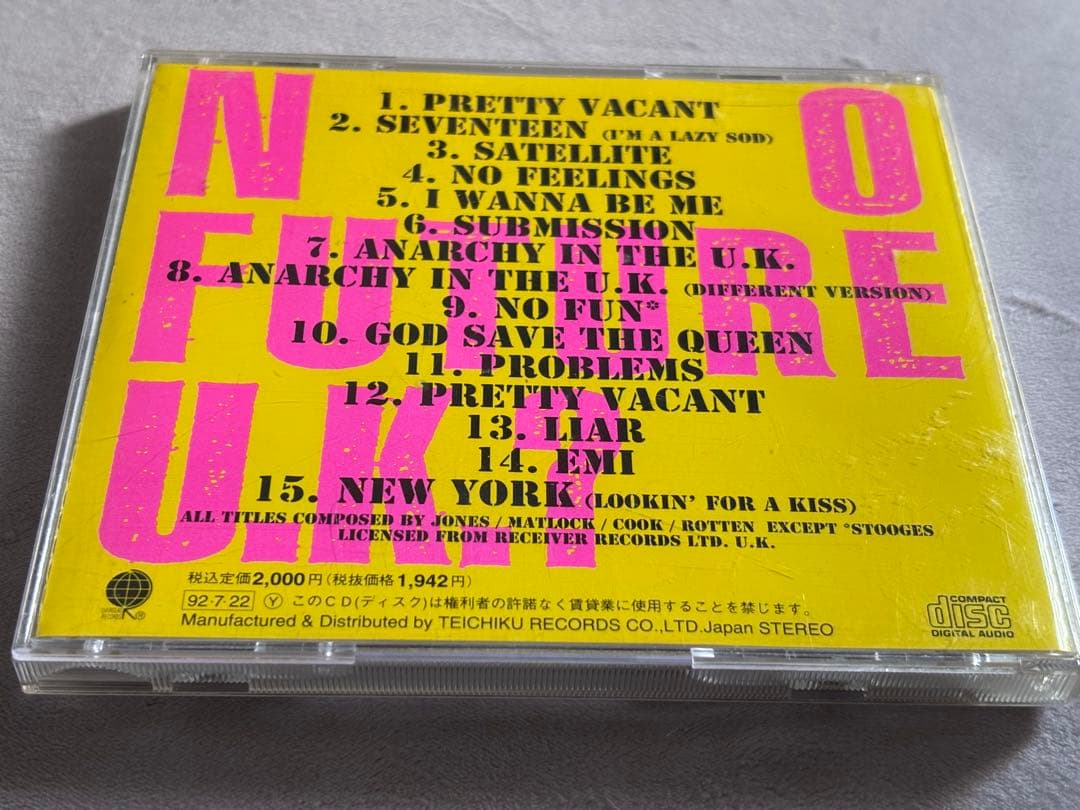 NO
FUTURE
U.K?
1. PRETTY VACANT
2. SEVENTEEN (I'M A LAZY SOD)
3. SATELLITE
4. NO FEELINGS
5. I WANNA BE ME
6. SUBMISSION
7. ANARCHY IN THE U.K.
8. ANARCHY IN THE U.K. (DIFFERENT VERSION)
9. NO FUN*
10. GOD SAVE THE QUEEN
11. PROBLEMS
12. PRETTY VACANT
13. LIAR
14. EMI
15. NEW YORK (LOOKIN' FOR A KISS)
ALL TITLES COMPOSED BY JONES / MATLOCK / COOK / ROTTEN EXCEPT *STOOGES
LICENSED FROM RECEIVER RECORDS LTD. U.K.
税込定価2,000円(税抜価格1,942円)
92・7・22 Ⓨ このCD(ディスク)は権利者の許諾なく賃貸業に使用することを禁じます。
Manufactured & Distributed by TEICHIKU RECORDS CO.,LTD.Japan STEREO
COMPACT
disc
DIGITAL AUDIO